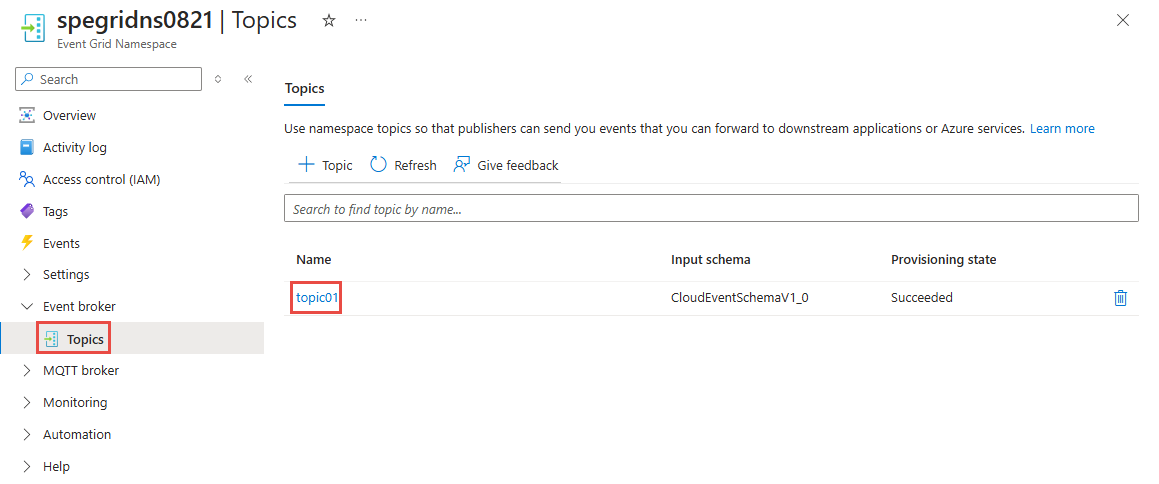 spegridns0821 | Topics
Event Grid Namespace
Search
Overview
Activity log
Access control (IAM)
Tags
Events
Settings
Event broker
Topics
MQTT broker
Monitoring
Automation
Help
Topics
Use namespace topics so that publishers can send you events that you can forward to downstream applications or Azure services. Learn more
Topic Refresh Give feedback
Search to find topic by name...
Name Input schema Provisioning state
topic01 CloudEventSchemaV1_0 Succeeded